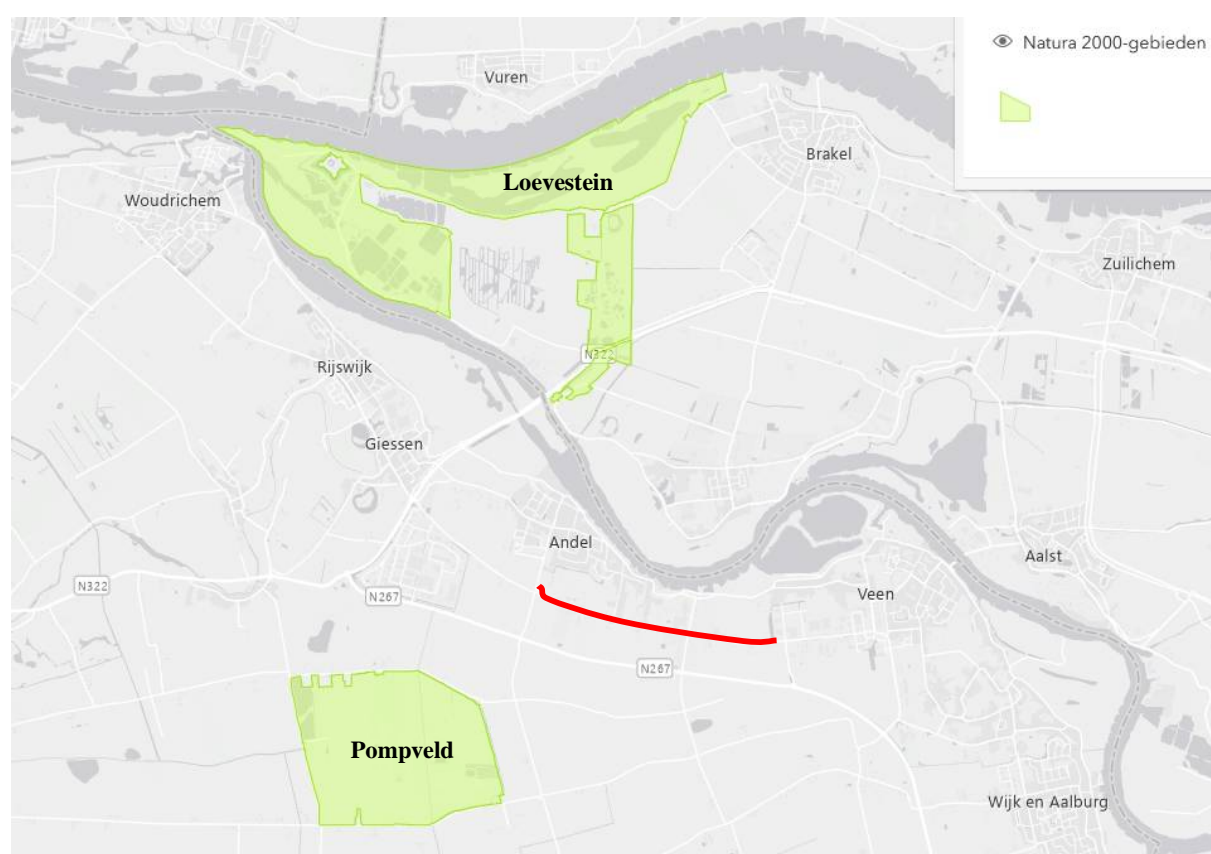 Natura 2000-gebieden
Vuren
Brakel
Loevestein
Woudrichem
Zuilichem
N322
Rijswijk
Giessen
Andel
Aalst
N322
N267
Veen
N267
Pompveld
Wijk en Aalburg